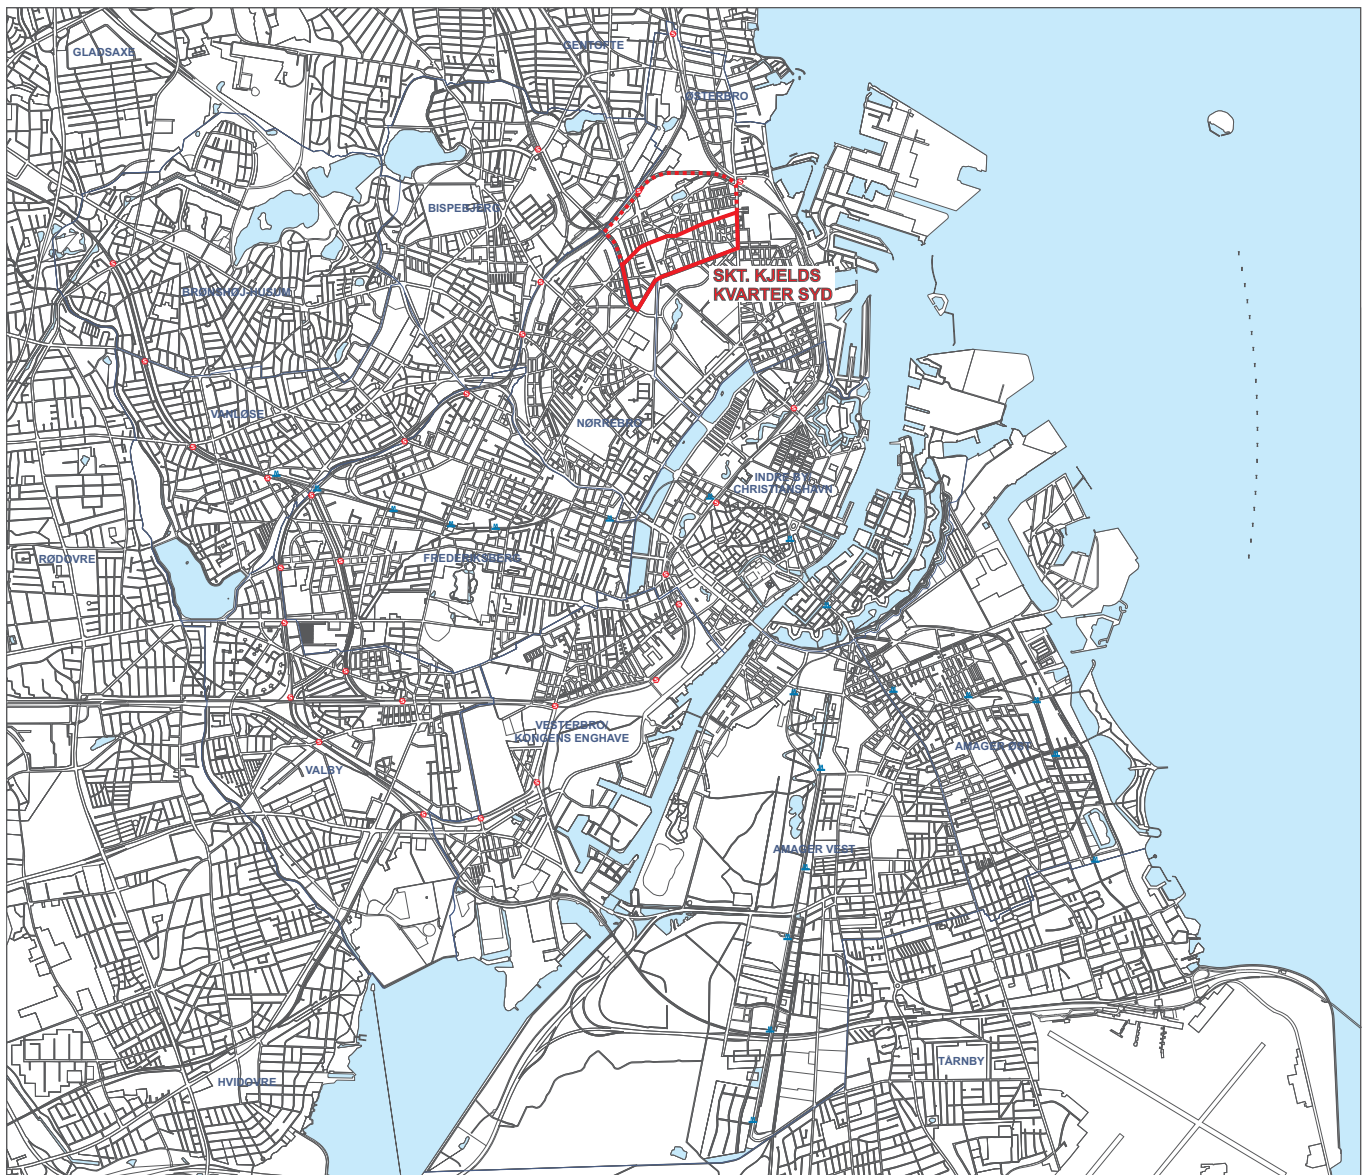 GLADSAXE
GENTOFTE
ØSTERBRO
BISPEBJERG
SKT. KJELDS
KVARTER SYD
BRØNSHØJ-HUSUM
VANLØSE
NØRREBRO
INDRE BY
CHRISTIANSHAVN
RØDOVRE
FREDERIKSBERG
VESTERBRO/
KONGENS ENGHAVE
AMAGER ØST
VALBY
AMAGER VEST
TÅRNBY
HVIDOVRE